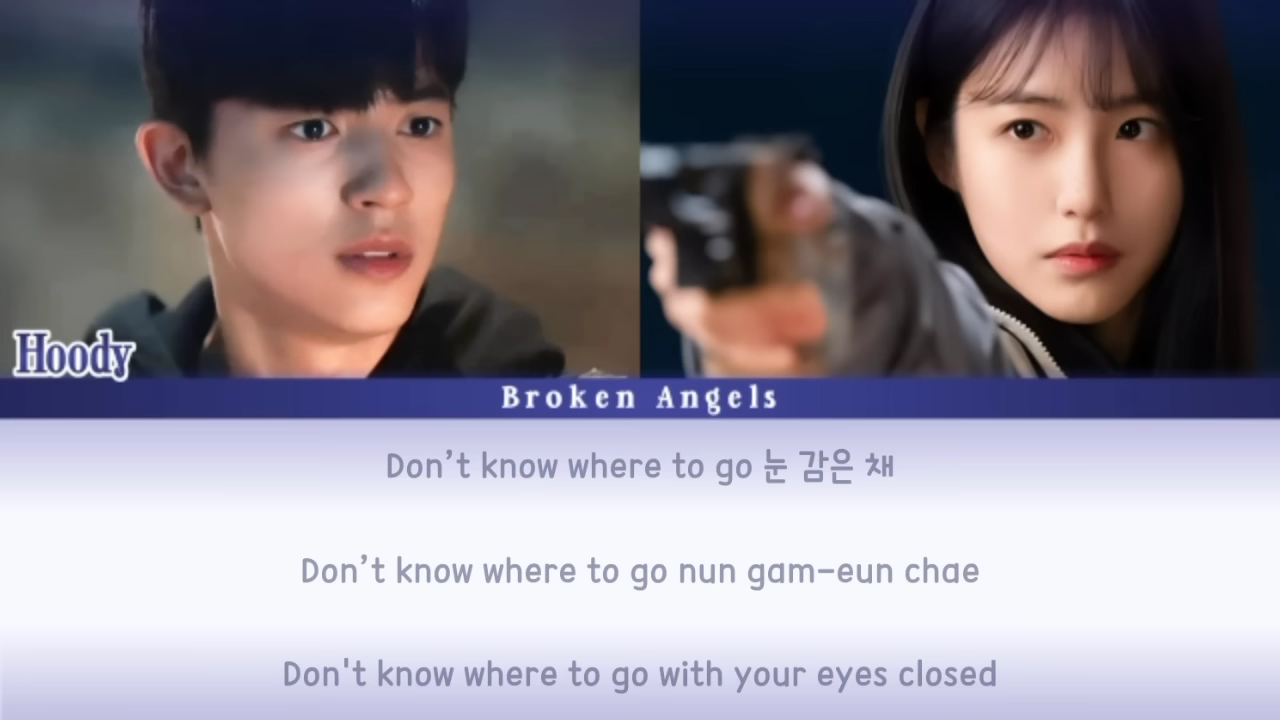 Hoody
Broken Angels
Don’t know where to go 눈 감은 채
Don’t know where to go nun gam-eun chae
Don't know where to go with your eyes closed